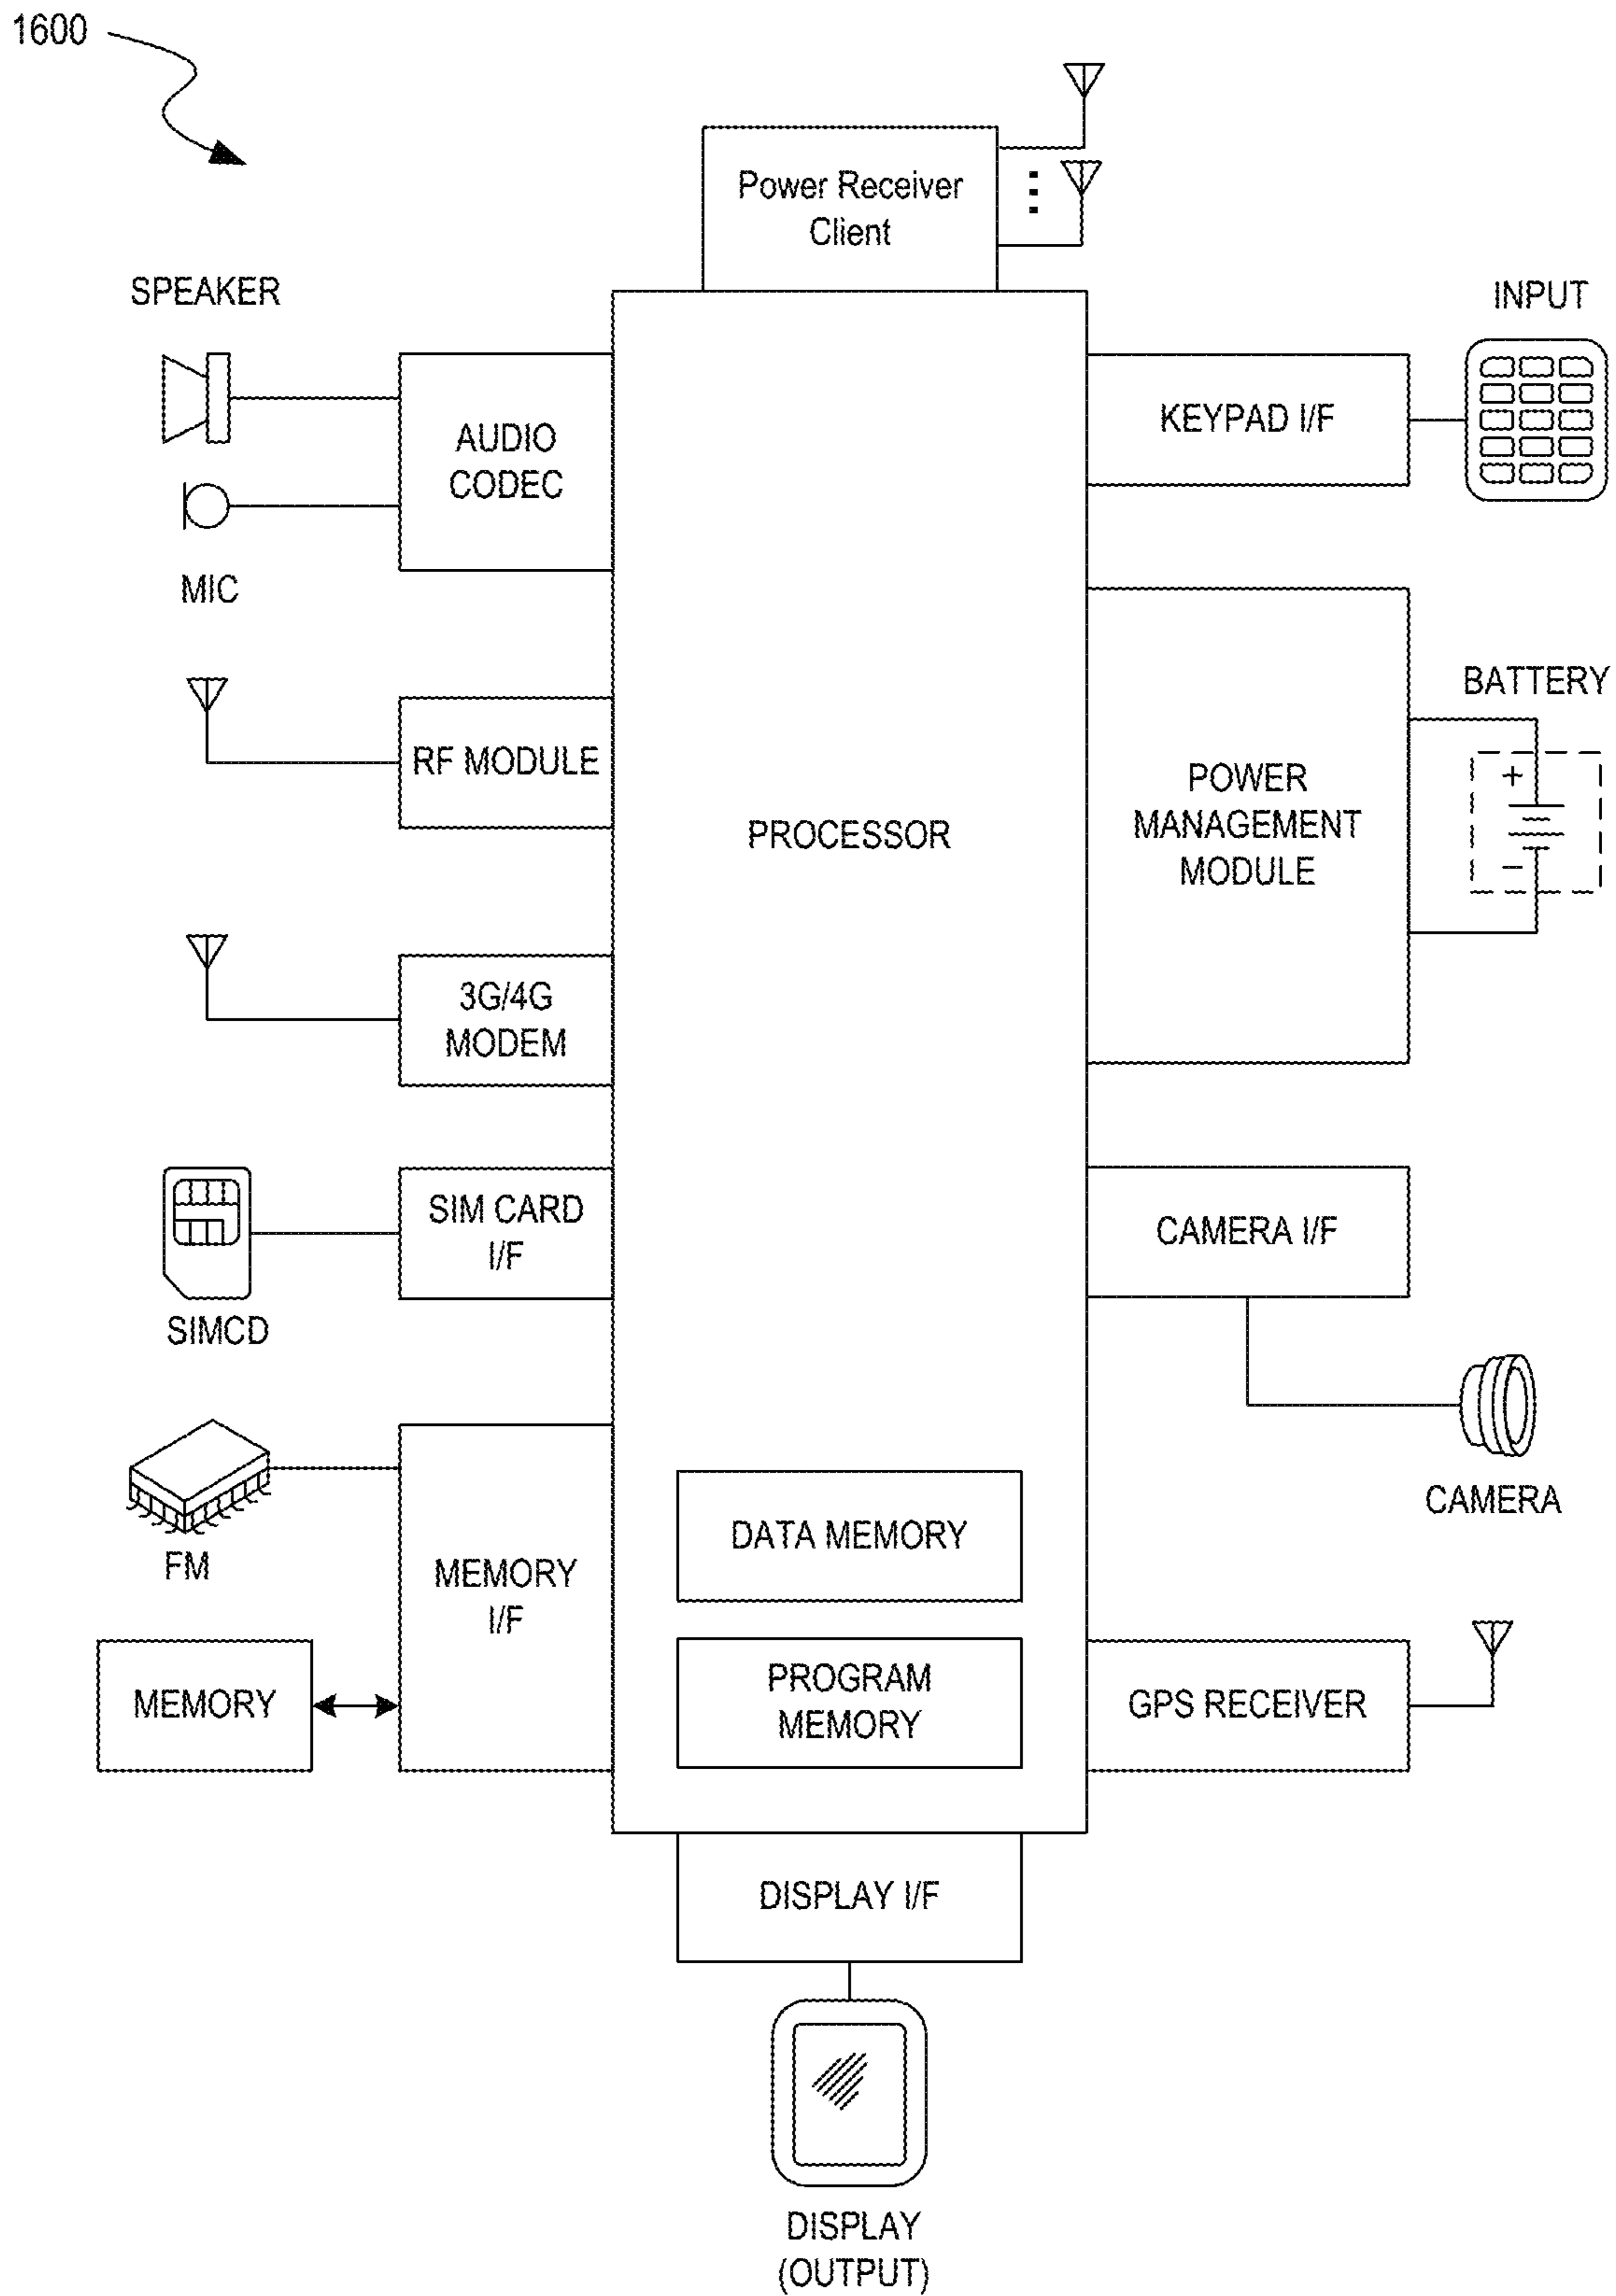 1600
Power Receiver
Client
SPEAKER
INPUT
AUDIO
CODEC
KEYPAD I/F
MIC
BATTERY
RF MODULE
PROCESSOR
POWER
MANAGEMENT
MODULE
+
−
3G/4G
MODEM
SIM CARD
I/F
CAMERA I/F
SIMCD
CAMERA
FM
MEMORY
I/F
DATA MEMORY
MEMORY
PROGRAM
MEMORY
GPS RECEIVER
DISPLAY I/F
DISPLAY
(OUTPUT)